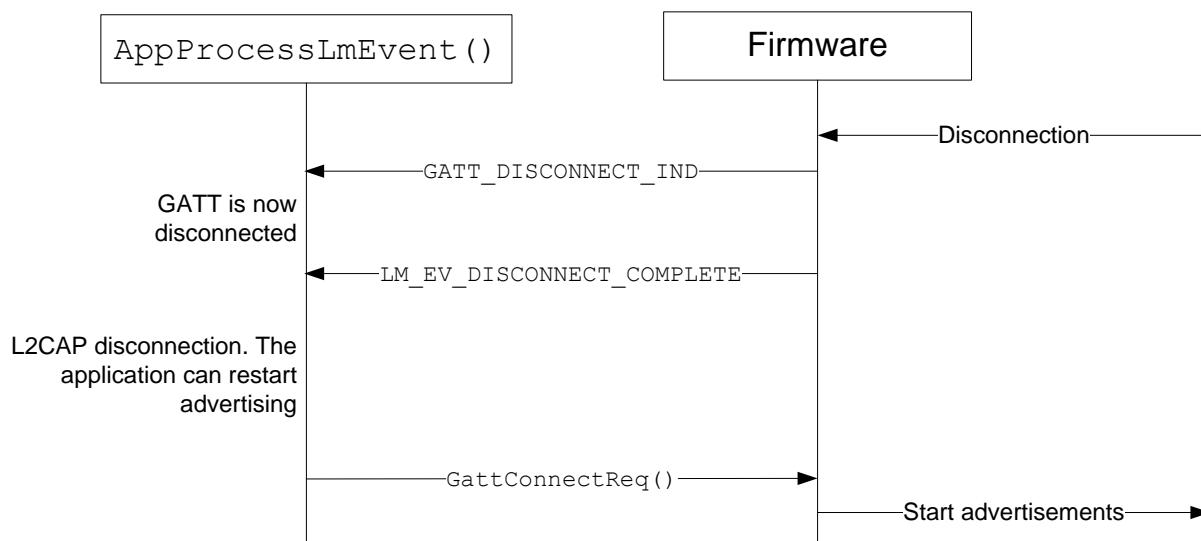 AppProcessLmEvent()
Firmware
Disconnection
GATT_DISCONNECT_IND
GATT is now
disconnected
LM_EV_DISCONNECT_COMPLETE
L2CAP disconnection. The
application can restart
advertising
GattConnectReq()
Start advertisements